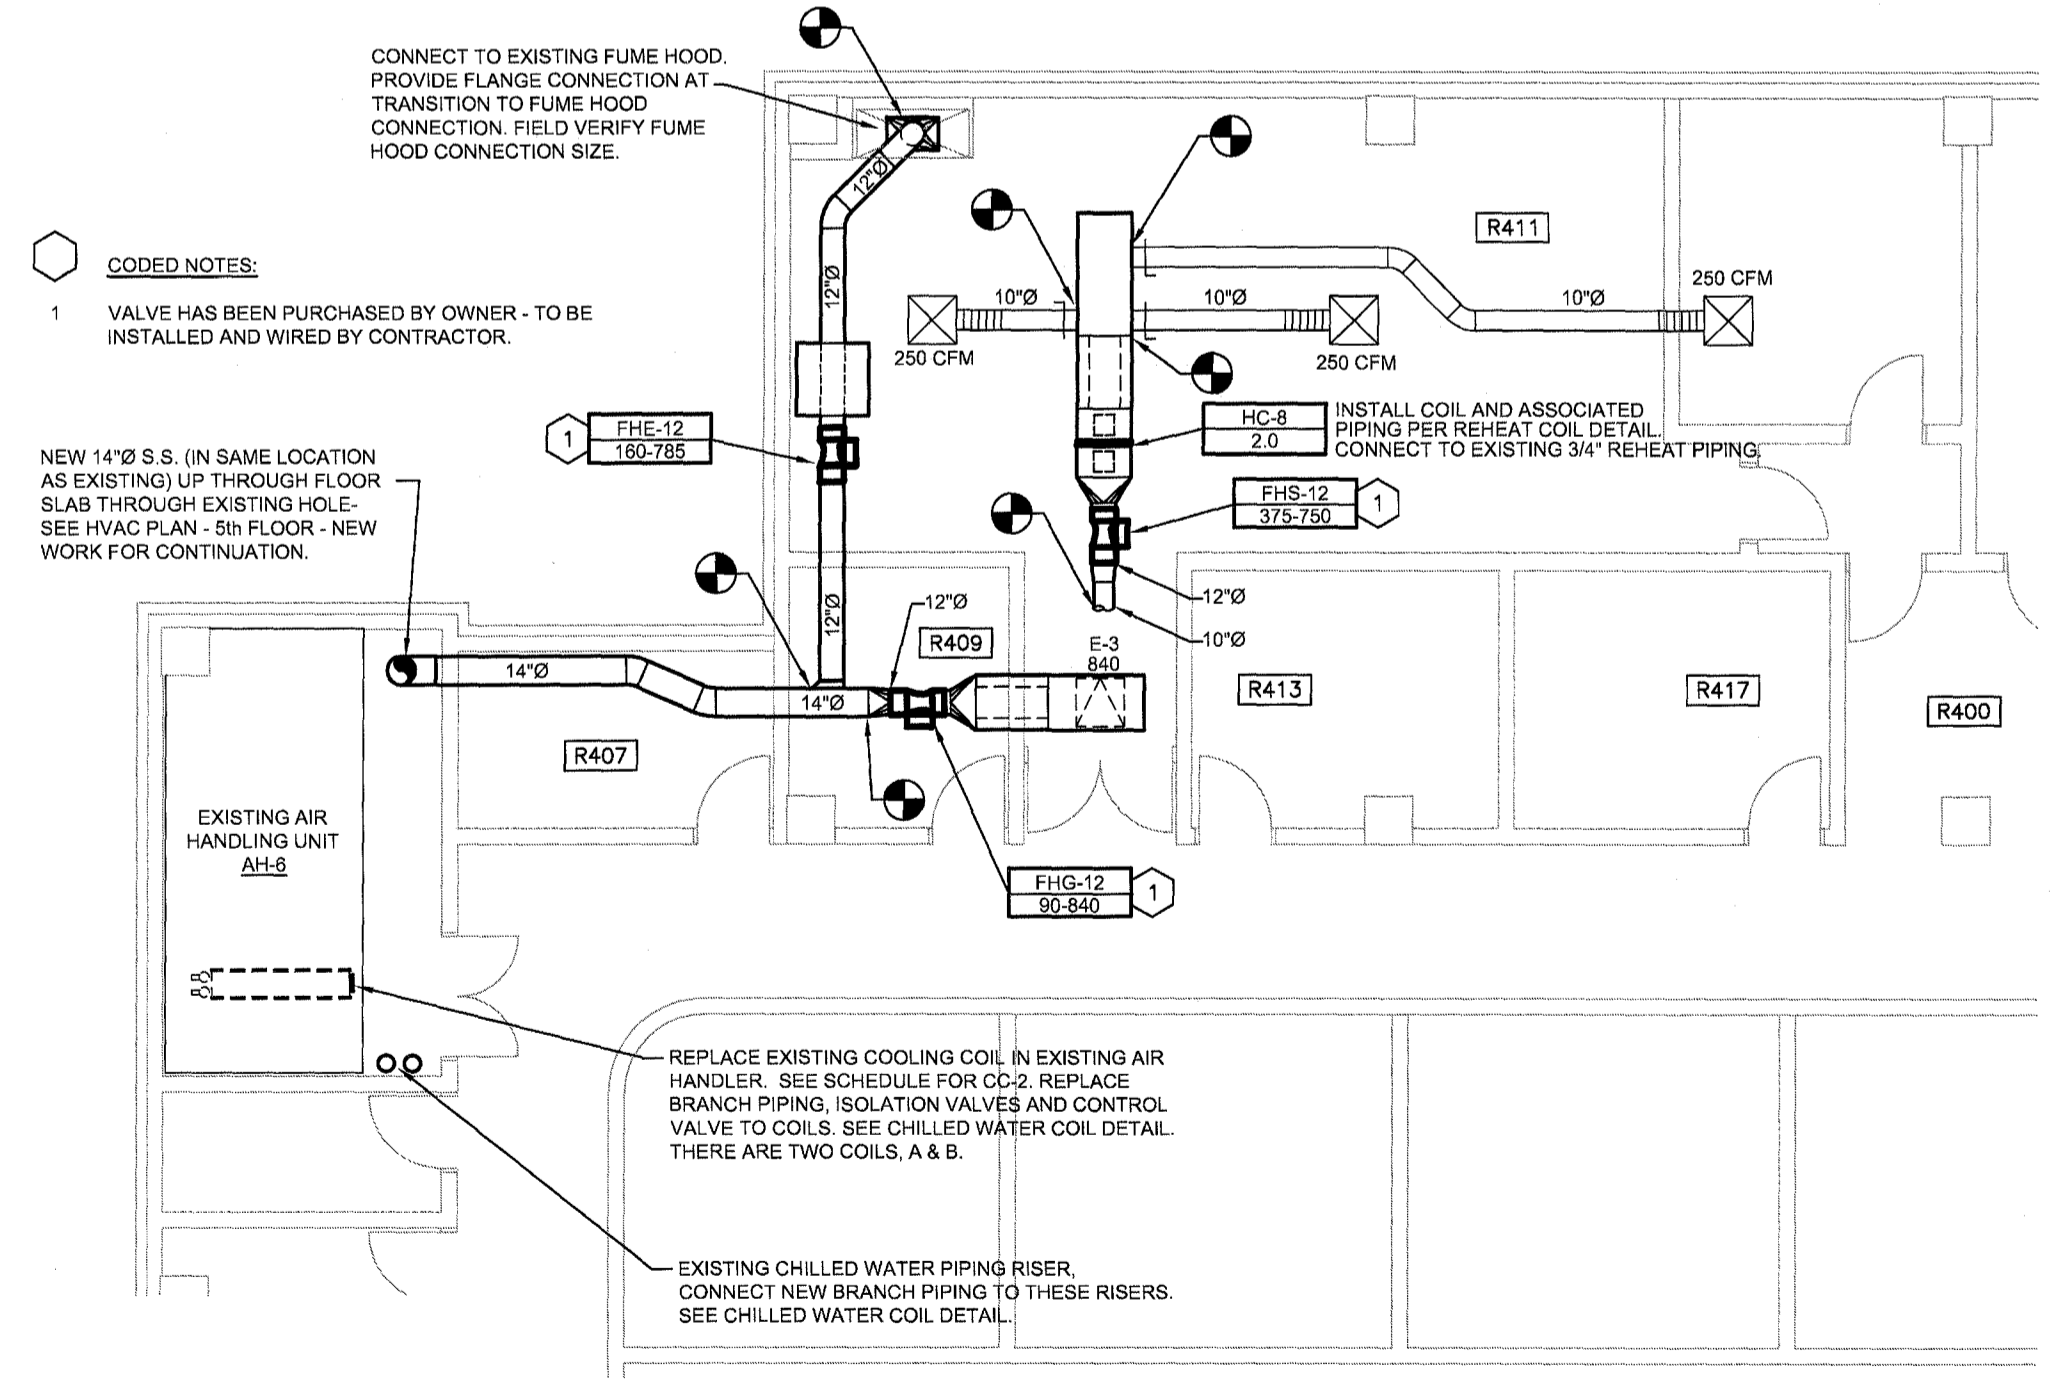 CONNECT TO EXISTING FUME HOOD.
PROVIDE FLANGE CONNECTION AT
TRANSITION TO FUME HOOD
CONNECTION. FIELD VERIFY FUME
HOOD CONNECTION SIZE.
CODED NOTES:
1 VALVE HAS BEEN PURCHASED BY OWNER - TO BE
INSTALLED AND WIRED BY CONTRACTOR.
NEW 14"Ø S.S. (IN SAME LOCATION
AS EXISTING) UP THROUGH FLOOR
SLAB THROUGH EXISTING HOLE-
SEE HVAC PLAN - 5th FLOOR - NEW
WORK FOR CONTINUATION.
12"Ø
12"Ø
12"Ø
1
FHE-12
160-785
10"Ø
250 CFM
10"Ø
250 CFM
R411
10"Ø
250 CFM
HC-8
2.0
INSTALL COIL AND ASSOCIATED
PIPING PER REHEAT COIL DETAIL.
CONNECT TO EXISTING 3/4" REHEAT PIPING.
FHS-12
375-750
1
12"Ø
10"Ø
12"Ø
R409
E-3
840
14"Ø
14"Ø
R407
R413
R417
R400
FHG-12
90-840
1
EXISTING AIR
HANDLING UNIT
AH-6
REPLACE EXISTING COOLING COIL IN EXISTING AIR
HANDLER. SEE SCHEDULE FOR CC-2. REPLACE
BRANCH PIPING, ISOLATION VALVES AND CONTROL
VALVE TO COILS. SEE CHILLED WATER COIL DETAIL.
THERE ARE TWO COILS, A & B.
EXISTING CHILLED WATER PIPING RISER,
CONNECT NEW BRANCH PIPING TO THESE RISERS.
SEE CHILLED WATER COIL DETAIL.